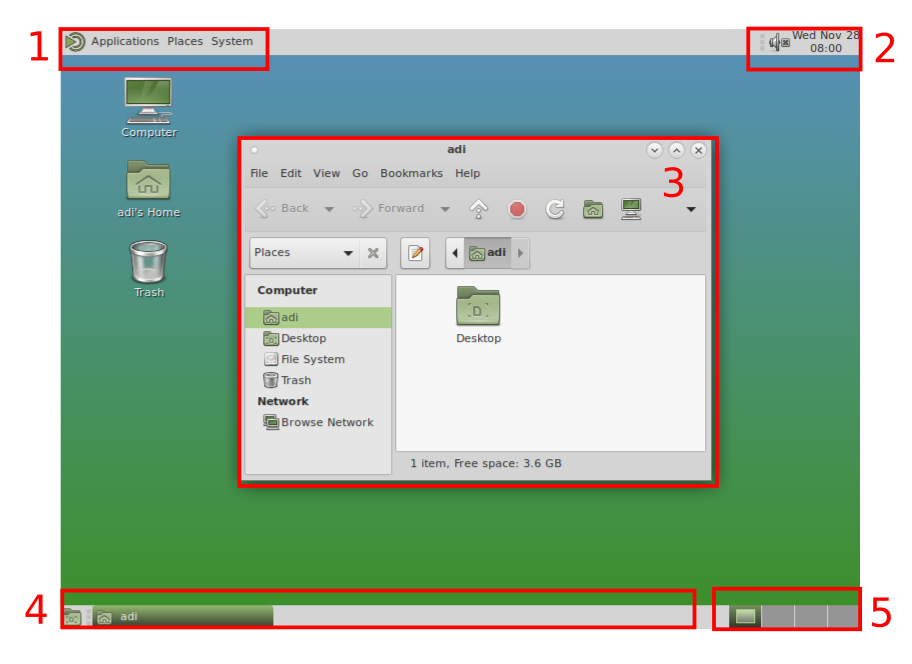 1
Applications Places System
Wed Nov 28
08:00
2
Computer
adi's Home
Trash
adi
File Edit View Go Bookmarks Help
3
Back Forward
Places
adi
Computer
adi
Desktop
File System
Trash
Network
Browse Network
D
Desktop
1 item, Free space: 3.6 GB
4
adi
5